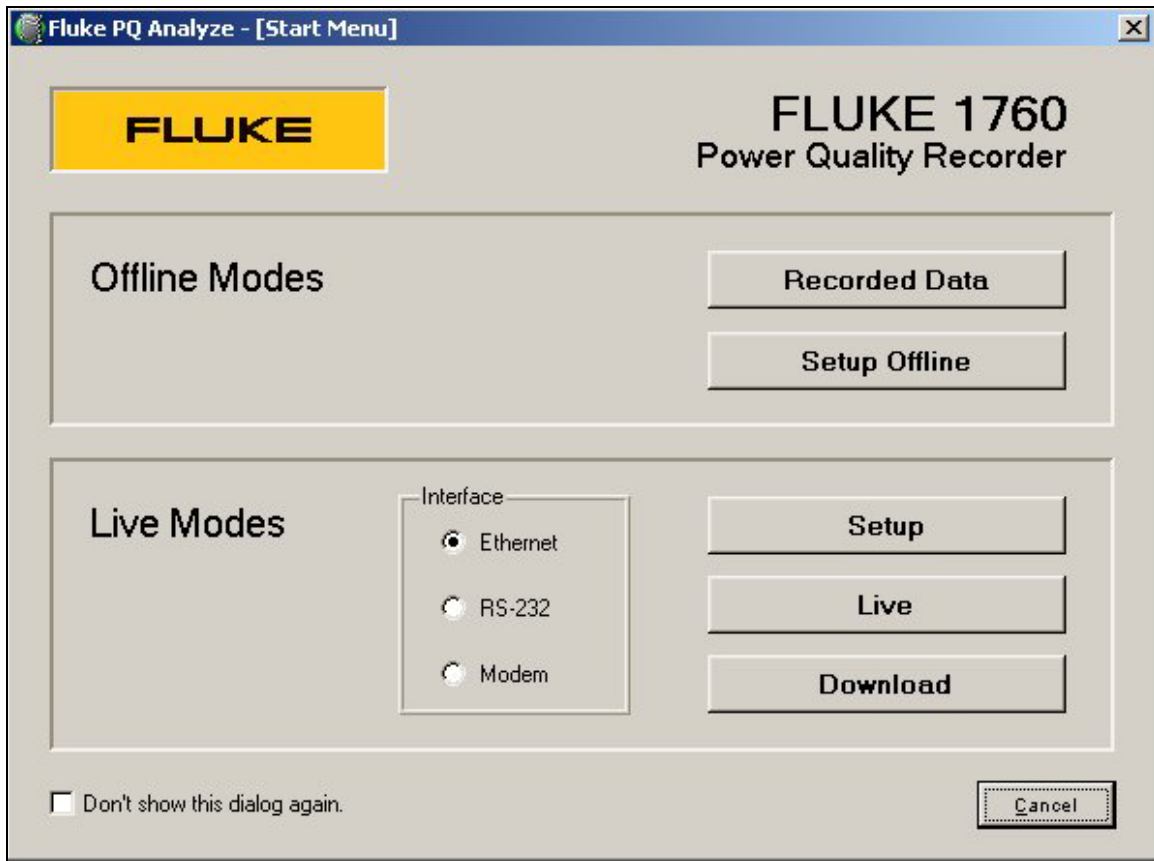 Fluke PQ Analyze - [Start Menu]
FLUKE
FLUKE 1760
Power Quality Recorder
Offline Modes
Recorded Data
Setup Offline
Live Modes
Interface
Ethernet
RS-232
Modem
Setup
Live
Download
Don't show this dialog again.
Cancel